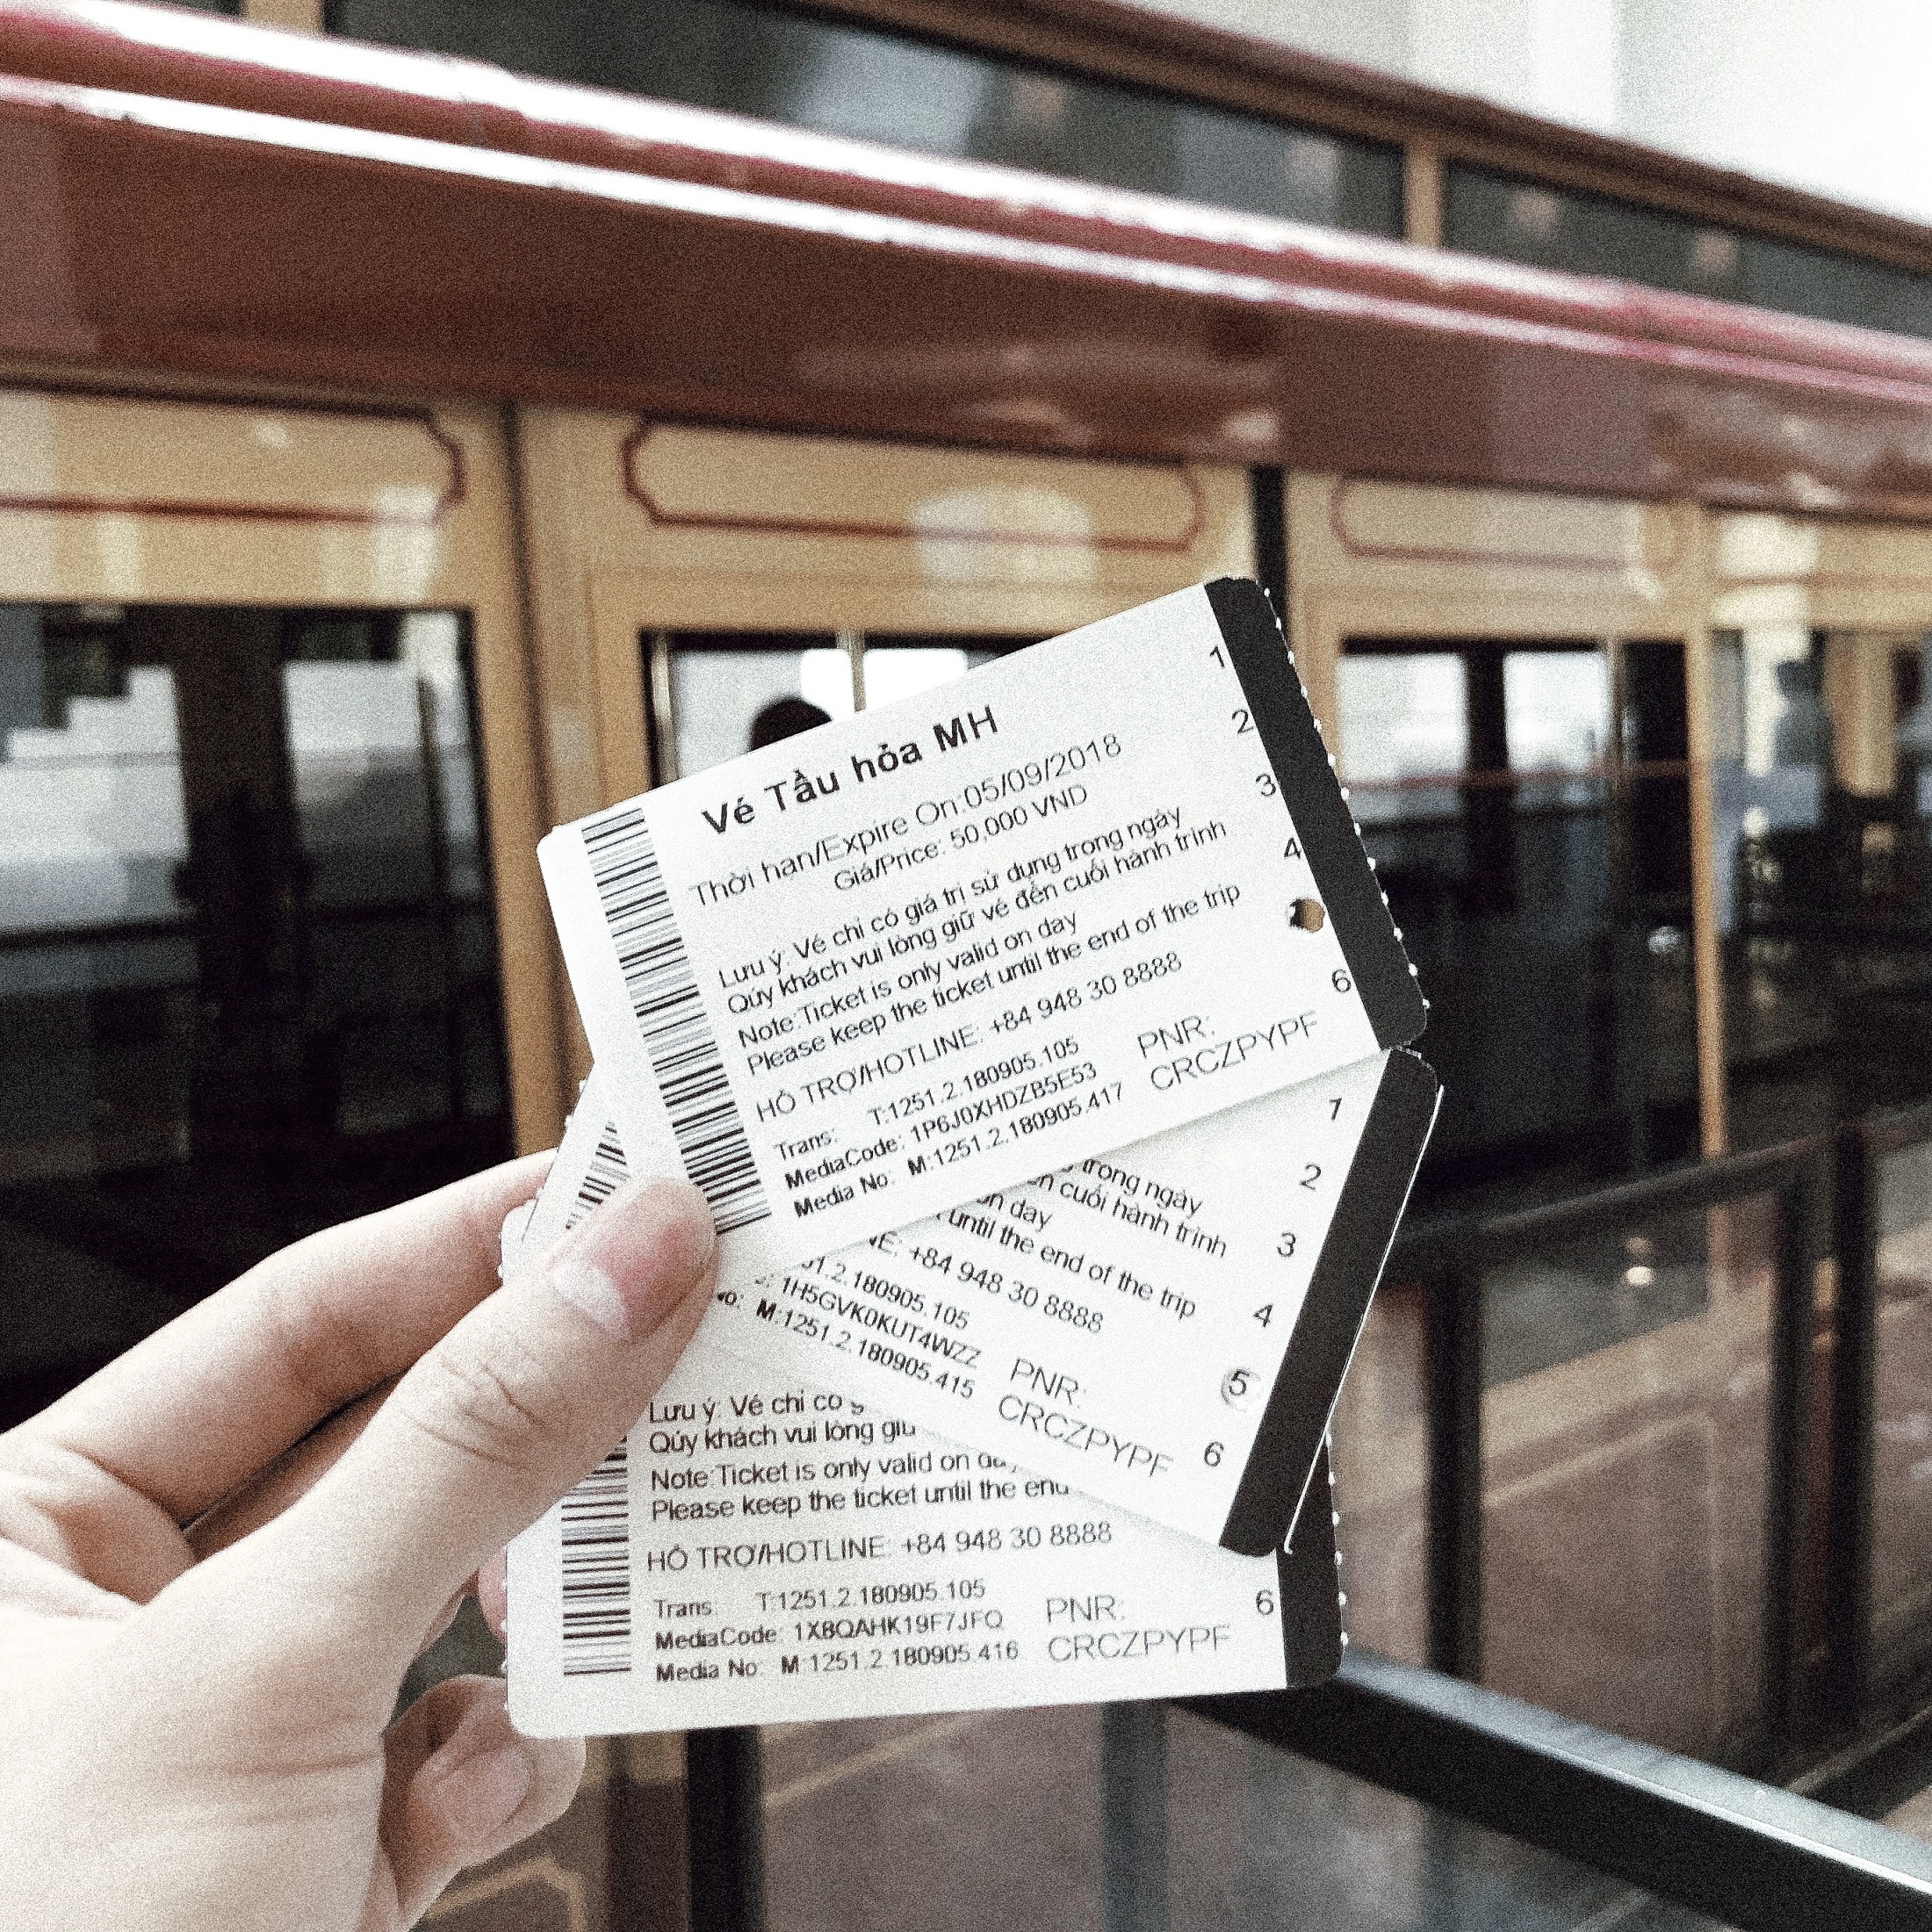 Vé Tầu hỏa MH
Thời hạn/Expire On:05/09/2018
Giá/Price: 50,000 VND
Lưu ý: Vé chỉ có giá trị sử dụng trong ngày
Qúy khách vui lòng giữ vé đến cuối hành trình
Note:Ticket is only valid on day
Please keep the ticket until the end of the trip
HỖ TRỢ/HOTLINE: +84 948 30 8888
Trans: T:1251.2.180905.105
MediaCode: 1P6J0XHDZB5E53
Media No: M:1251.2.180905.417
PNR:
CRCZPYPF
1
2
3
4
6
trong ngày
cuối hành trình
day
until the end of the trip
+84 948 30 8888
.2.180905.105
1H5GVK0KUT4WZZ
M:1251.2.180905.415
PNR:
CRCZPYPF
1
2
3
4
5
6
Lưu ý: Vé chỉ có
Qúy khách vui lòng
Note:Ticket is only valid on
Please keep the ticket until the
HỖ TRỢ/HOTLINE: +84 948 30 8888
Trans: T:1251.2.180905.105
MediaCode: 1XBQAHK19F7JFQ
Media No: M:1251.2.180905.416
PNR:
CRCZPYPF
6